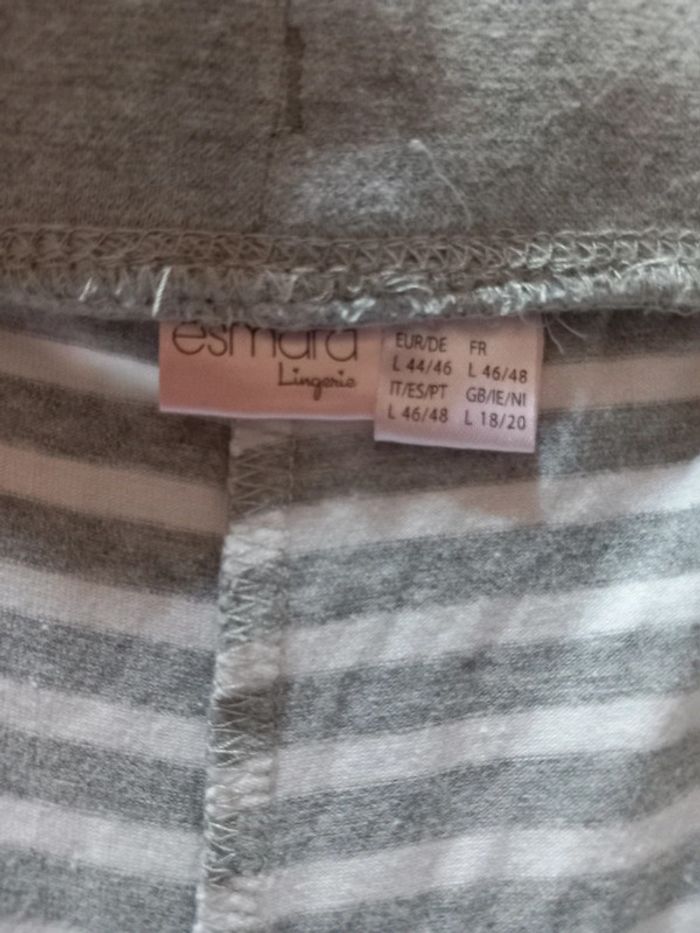 esmara
Lingerie
EUR/DE FR
L 44/46 L 46/48
IT/ES/PT GB/IE/NI
L 46/48 L 18/20